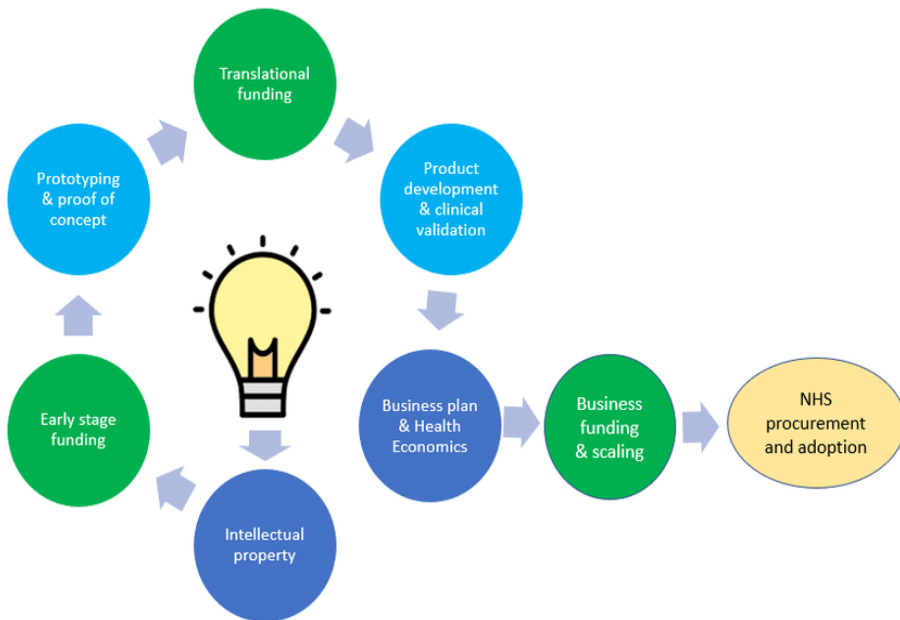 Translational
funding
Prototyping
& proof of
concept
Product
development
& clinical
validation
Early stage
funding
Business plan
& Health
Economics
Business
funding
& scaling
NHS
procurement
and adoption
Intellectual
property